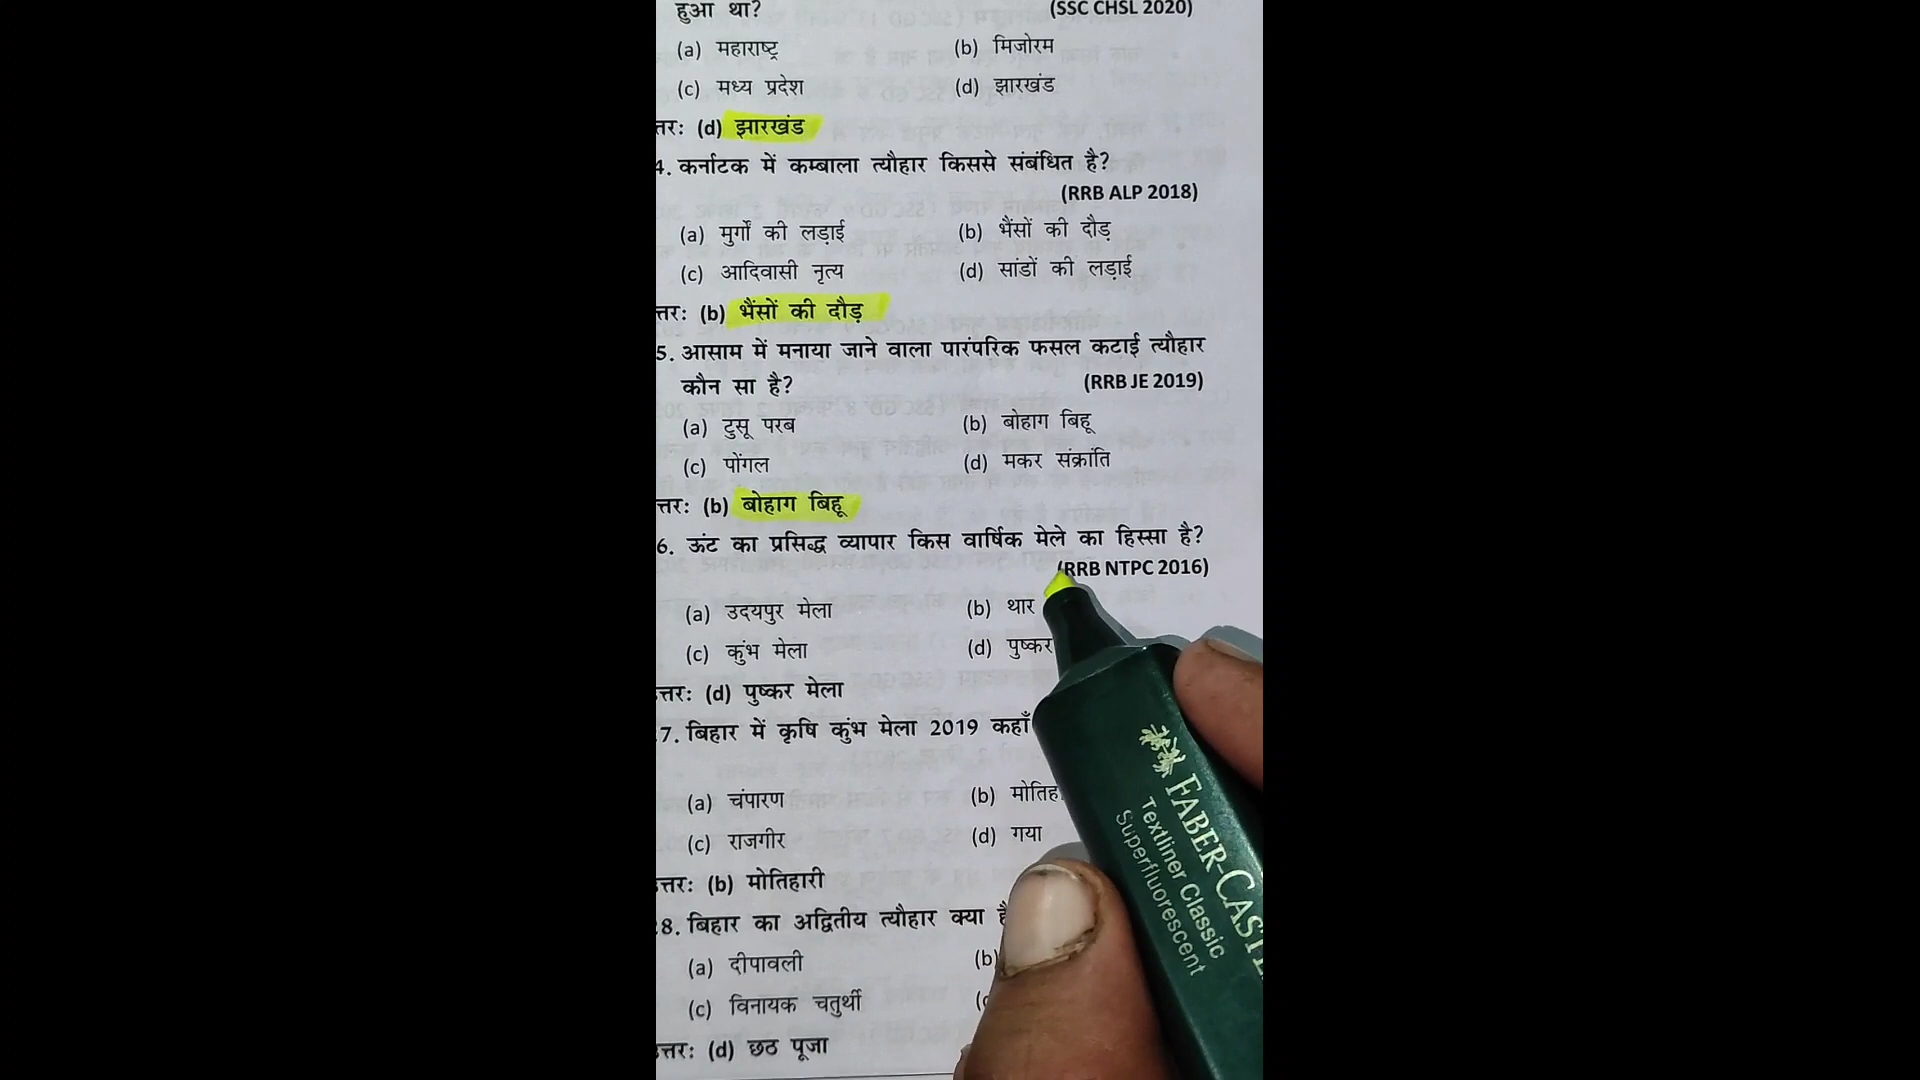 हुआ था? (SSC CHSL 2020)
(a) महाराष्ट्र (b) मिजोरम
(c) मध्य प्रदेश (d) झारखंड
त्तरः (d) झारखंड
4. कर्नाटक में कम्बाला त्यौहार किससे संबंधित है?
(RRB ALP 2018)
(a) मुर्गों की लड़ाई (b) भैंसों की दौड़
(c) आदिवासी नृत्य (d) सांडों की लड़ाई
त्तरः (b) भैंसों की दौड़
5. आसाम में मनाया जाने वाला पारंपरिक फसल कटाई त्यौहार
कौन सा है? (RRB JE 2019)
(a) टुसू परब (b) बोहाग बिहू
(c) पोंगल (d) मकर संक्रांति
त्तरः (b) बोहाग बिहू
6. ऊंट का प्रसिद्ध व्यापार किस वार्षिक मेले का हिस्सा है?
(RRB NTPC 2016)
(a) उदयपुर मेला (b) थार
(c) कुंभ मेला (d) पुष्कर
त्तरः (d) पुष्कर मेला
7. बिहार में कृषि कुंभ मेला 2019 कहाँ
(a) चंपारण (b)
(c) राजगीर (d) गया
त्तरः (b) मोतिहारी
8. बिहार का अद्वितीय त्यौहार क्या
(a) दीपावली (b)
(c) विनायक चतुर्थी
त्तरः (d) छठ पूजा
FABER-CAST
Textliner Classic
Superfluorescent